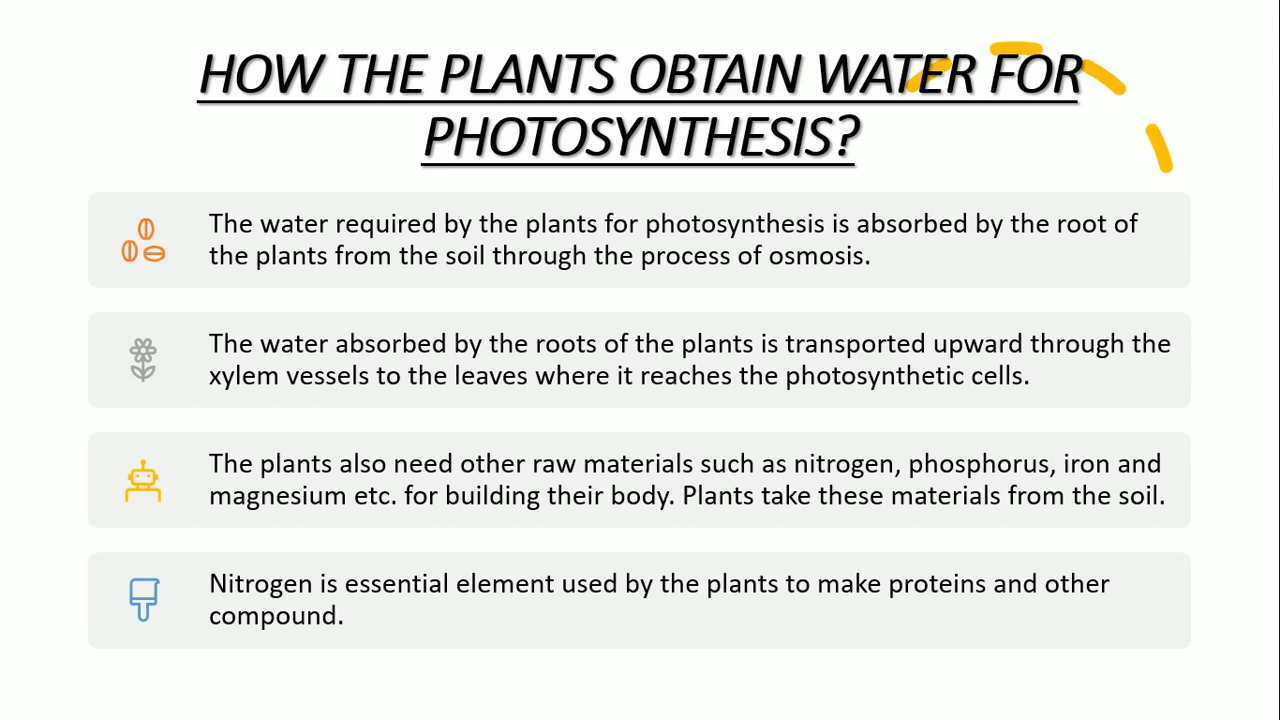 HOW THE PLANTS OBTAIN WATER FOR
PHOTOSYNTHESIS?
The water required by the plants for photosynthesis is absorbed by the root of
the plants from the soil through the process of osmosis.
The water absorbed by the roots of the plants is transported upward through the
xylem vessels to the leaves where it reaches the photosynthetic cells.
The plants also need other raw materials such as nitrogen, phosphorus, iron and
magnesium etc. for building their body. Plants take these materials from the soil.
Nitrogen is essential element used by the plants to make proteins and other
compound.